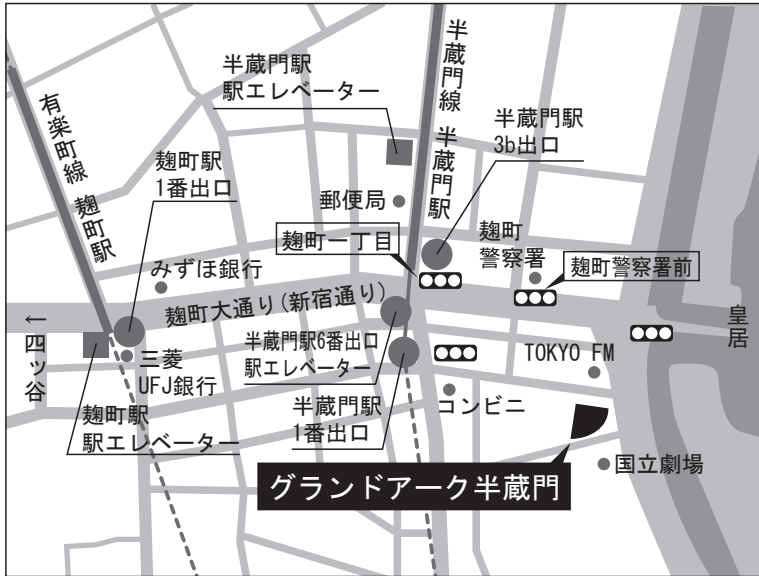 半蔵門駅
駅エレベーター
半蔵門線 半蔵門駅
半蔵門駅
3b出口
有楽町線 麹町駅
麹町駅
1番出口
郵便局
麹町一丁目
麹町
警察署
麹町警察署前
みずほ銀行
麹町大通り(新宿通り)
皇居
←四ッ谷
三菱
UFJ銀行
半蔵門駅6番出口
駅エレベーター
TOKYO FM
麹町駅
駅エレベーター
半蔵門駅
1番出口
コンビニ
グランドアーク半蔵門
国立劇場